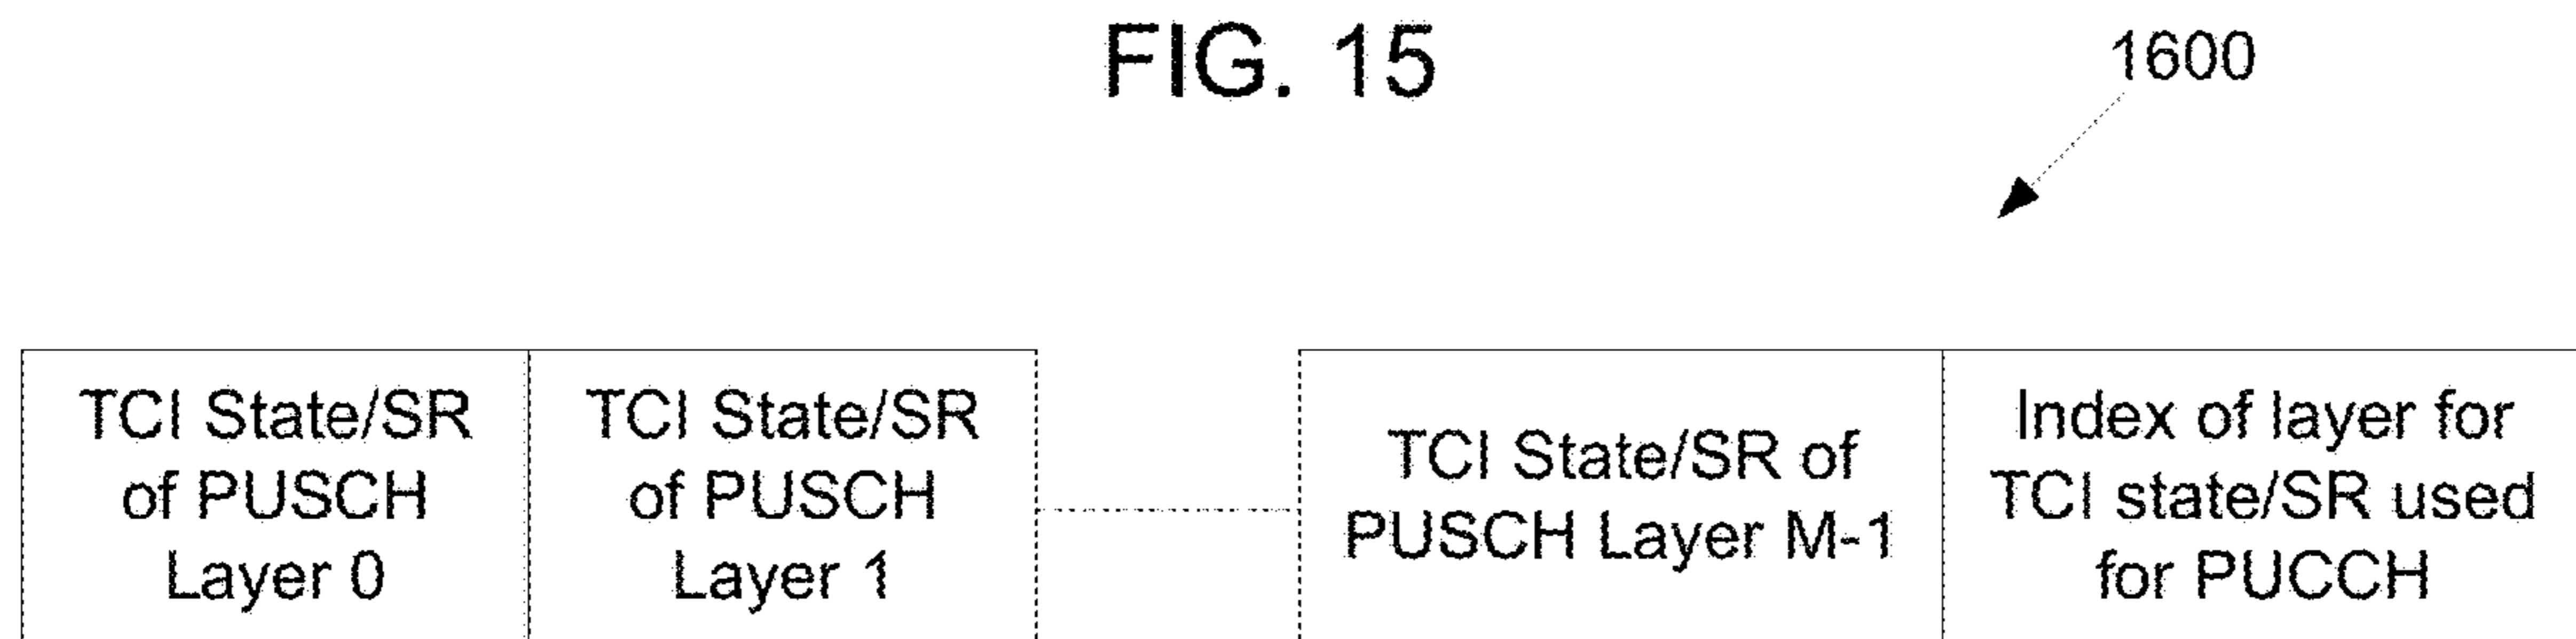 FIG. 15
1600
TCI State/SR
of PUSCH
Layer 0
TCI State/SR
of PUSCH
Layer 1
TCI State/SR of
PUSCH Layer M-1
Index of layer for
TCI state/SR used
for PUCCH